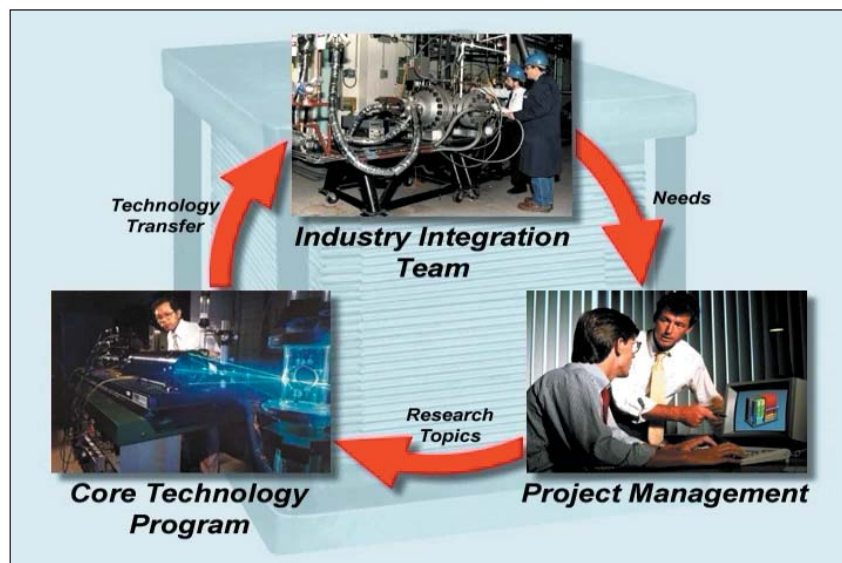 Technology
Transfer
Needs
Industry Integration
Team
Research
Topics
Core Technology
Program
Project Management